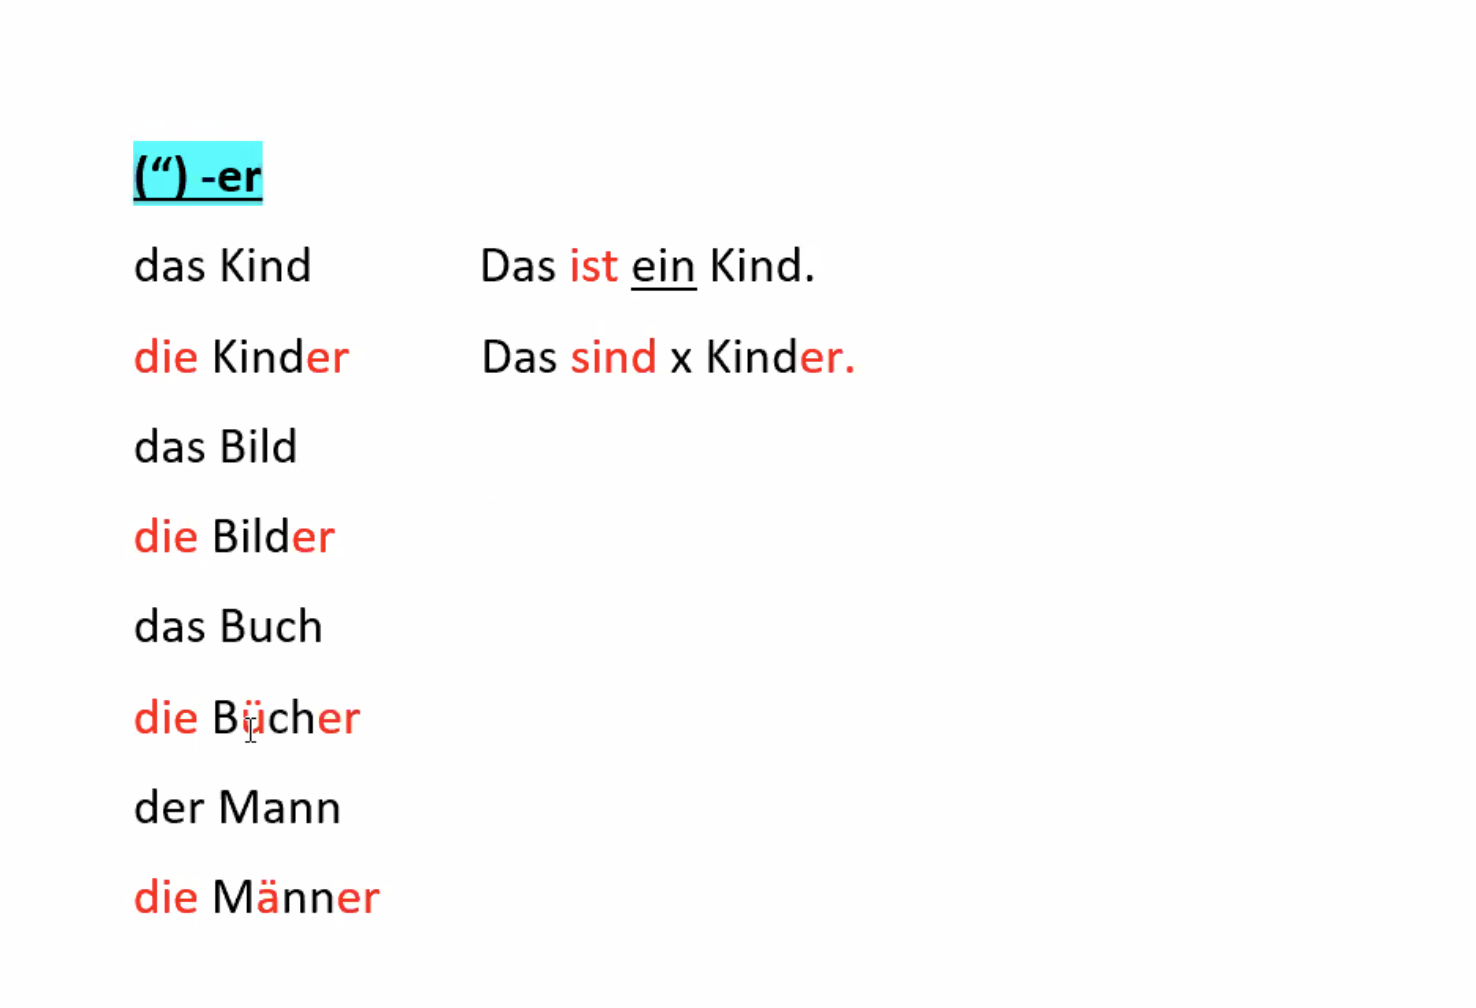 (“) -er
das Kind Das ist ein Kind.
die Kinder Das sind x Kinder.
das Bild
die Bilder
das Buch
die Bücher
der Mann
die Männer